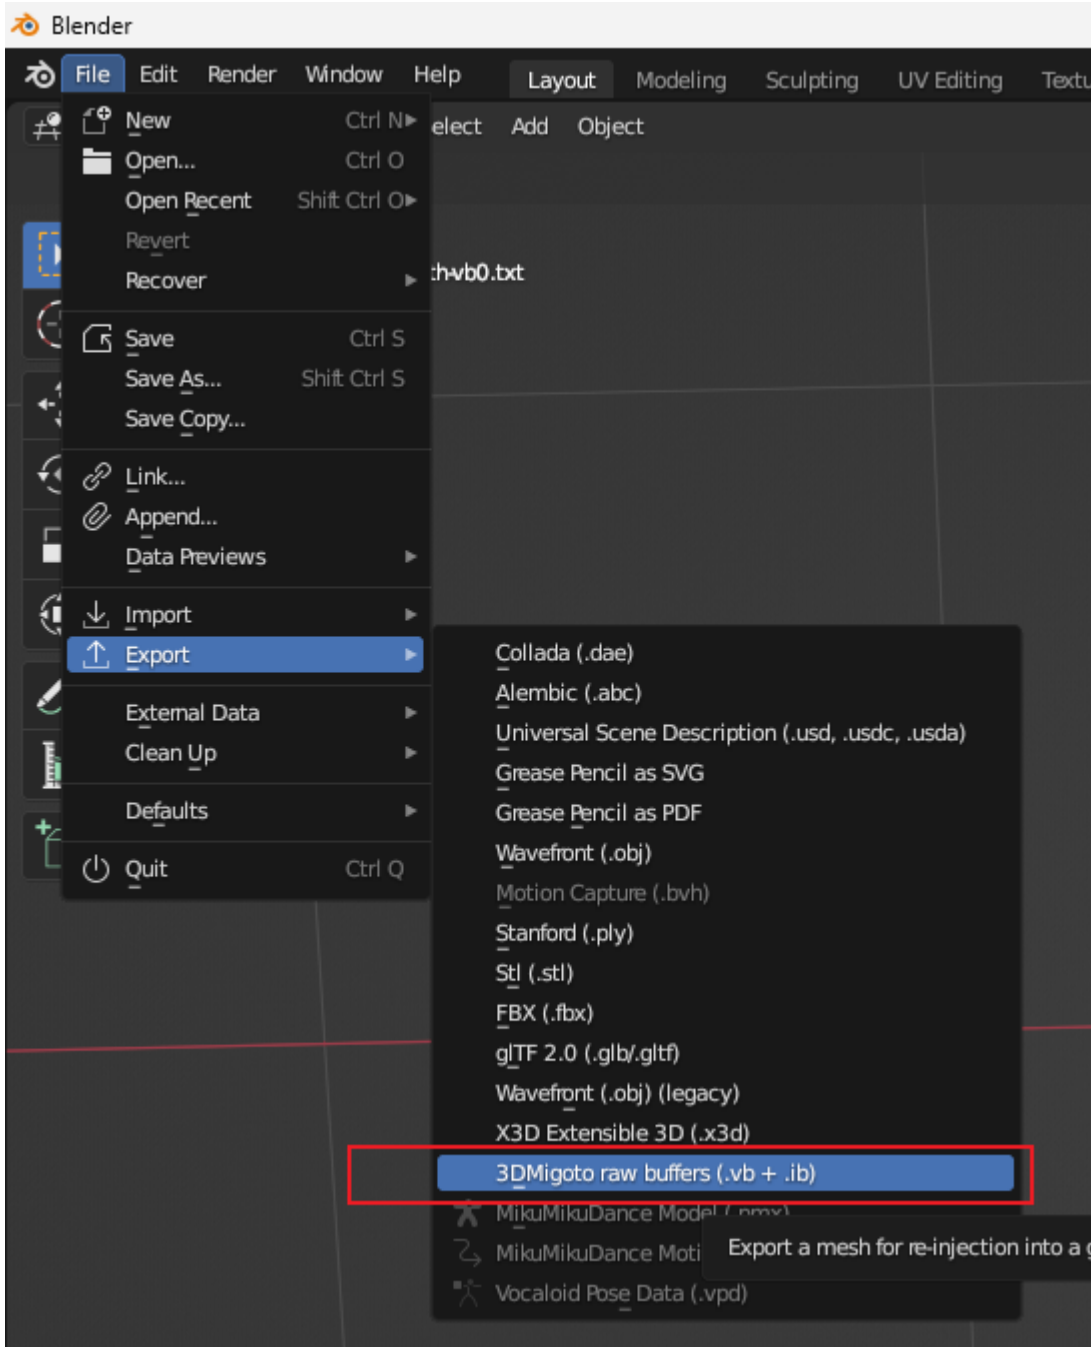 Blender
File Edit Render Window Help Layout Modeling Sculpting UV Editing
elect Add Object
New Ctrl N
Open... Ctrl O
Open Recent Shift Ctrl O
Revert
Recover
th-vb0.txt
Save Ctrl S
Save As... Shift Ctrl S
Save Copy...
Link...
Append...
Data Previews
Import
Export
External Data
Clean Up
Defaults
Quit Ctrl Q
Collada (.dae)
Alembic (.abc)
Universal Scene Description (.usd, .usdc, .usda)
Grease Pencil as SVG
Grease Pencil as PDF
Wavefront (.obj)
Motion Capture (.bvh)
Stanford (.ply)
Stl (.stl)
FBX (.fbx)
glTF 2.0 (.glb/.gltf)
Wavefront (.obj) (legacy)
X3D Extensible 3D (.x3d)
3DMigoto raw buffers (.vb + .ib)
MikuMikuDance Model (.pmx)
MikuMikuDance Moti
Export a mesh for re-injection into a g
Vocaloid Pose Data (.vpd)